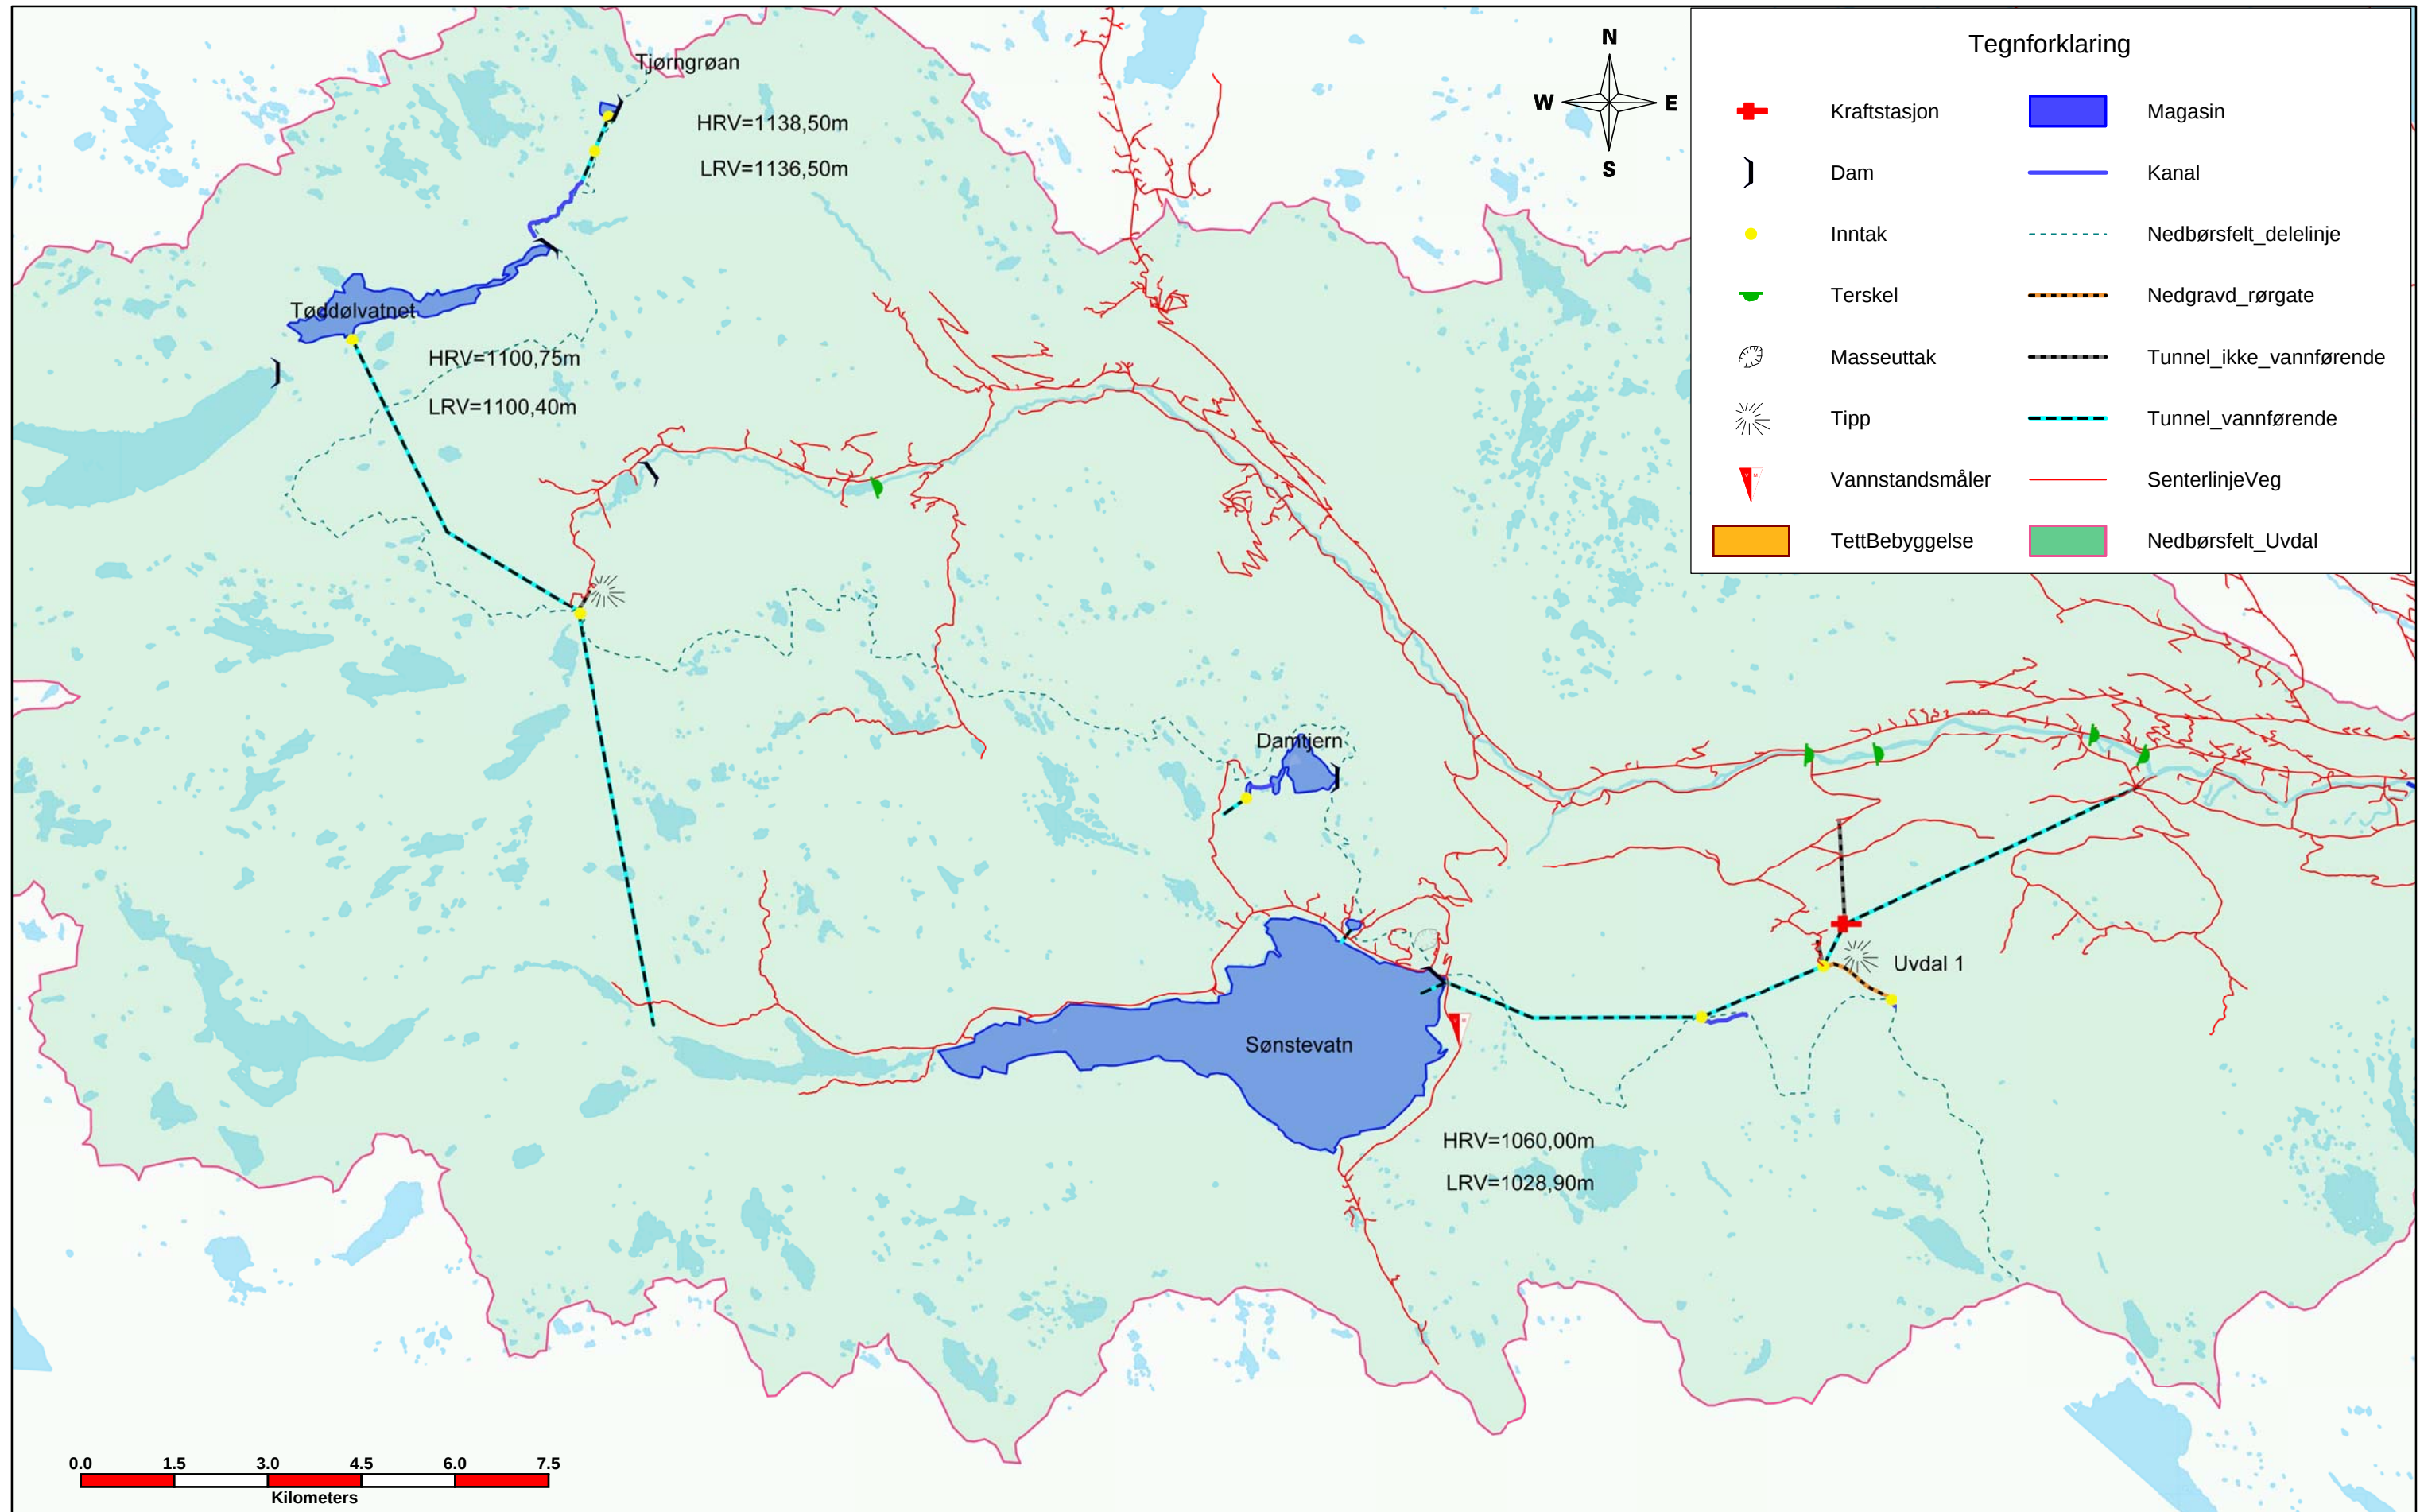 Tjørngrøan
HRV=1138,50m
LRV=1136,50m
Tøddølvatnet
HRV=1100,75m
LRV=1100,40m
Damtjern
Sønstevatn
Uvdal 1
HRV=1060,00m
LRV=1028,90m
N
W E
S
Tegnforklaring
Kraftstasjon
Dam
Inntak
Terskel
Masseuttak
Tipp
Vannstandsmåler
TettBebyggelse
Magasin
Kanal
Nedbørsfelt_delelinje
Nedgravd_rørgate
Tunnel_ikke_vannførende
Tunnel_vannførende
SenterlinjeVeg
Nedbørsfelt_Uvdal
0.0 1.5 3.0 4.5 6.0 7.5
Kilometers